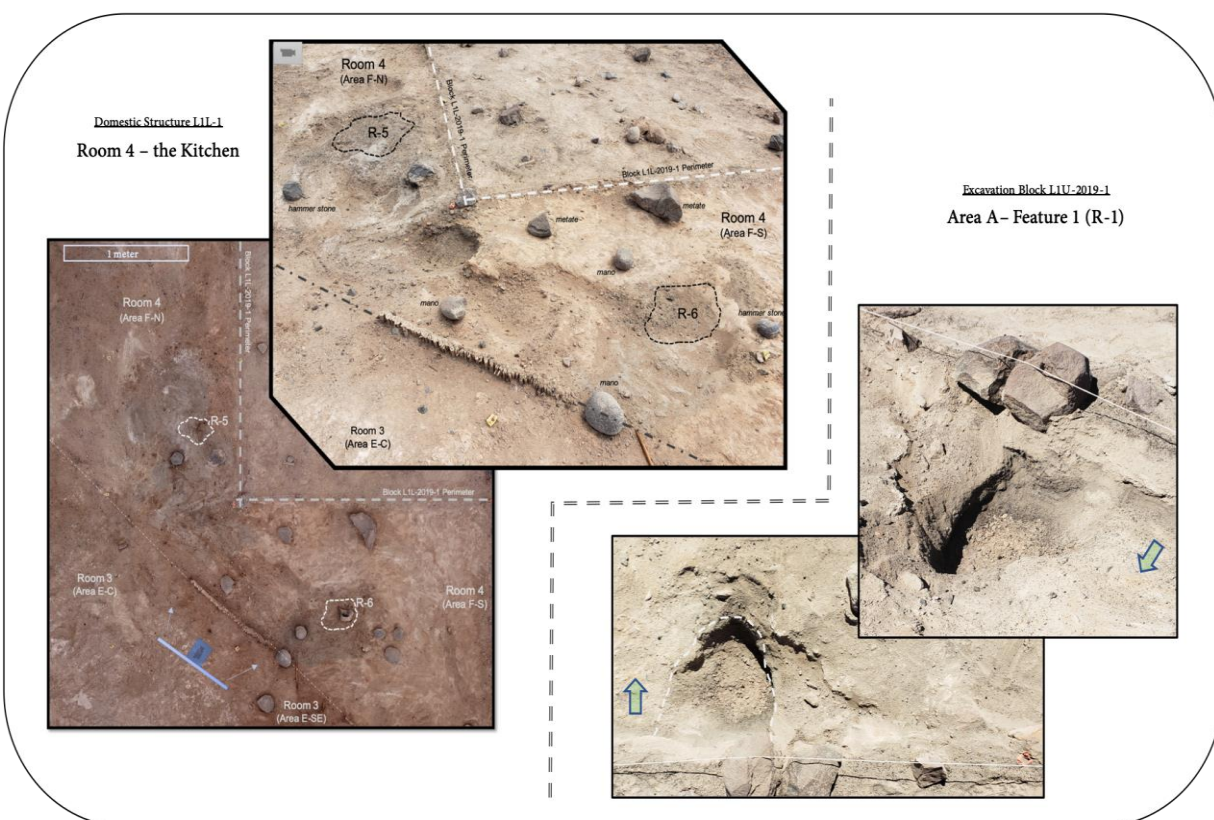 Domestic Structure L1L-1
Room 4 – the Kitchen
Room 4
(Area F-N)
Block L1L-2019-1 Perimeter
R-5
Block L1L-2019-1 Perimeter
hammer stone
metate
metate
Room 4
(Area F-S)
mano
mano
R-6
hammer stone
mano
Room 3
(Area E-C)
1 meter
Room 4
(Area F-N)
Block L1L-2019-1 Perimeter
R-5
Block L1L-2019-1 Perimeter
Room 3
(Area E-C)
R-6
Room 4
(Area F-S)
Room 3
(Area E-SE)
Excavation Block L1U-2019-1
Area A– Feature 1 (R-1)